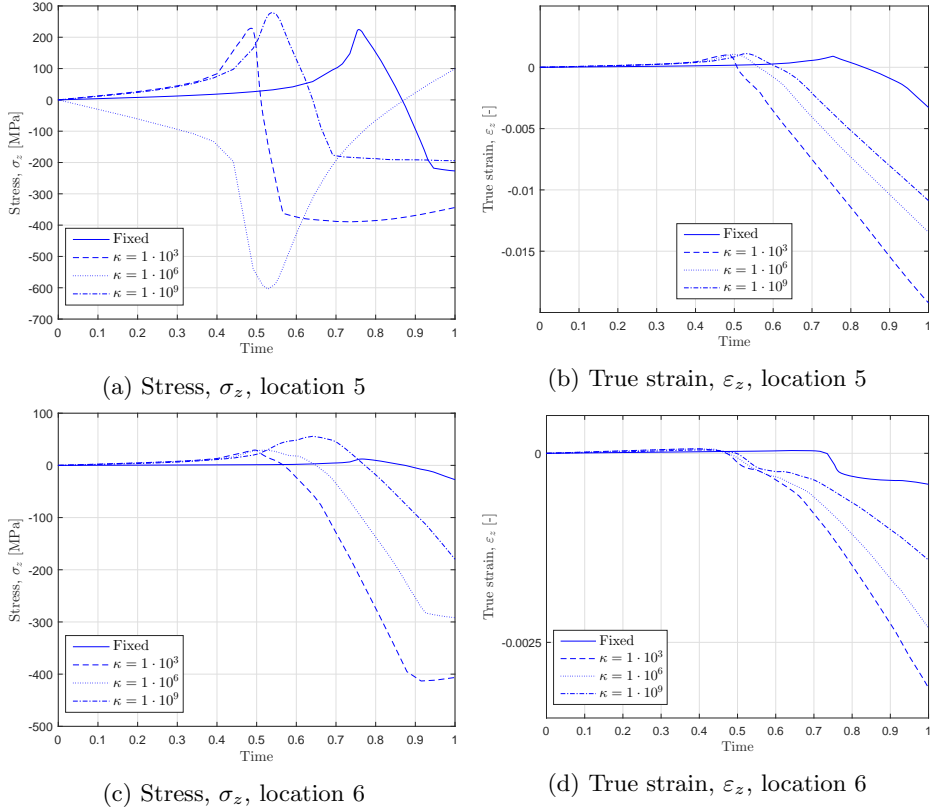 300
200
100
0
-100
-200
-300
-400
-500
-600
-700
Stress, σz [MPa]
Fixed
κ = 1 · 10³
κ = 1 · 10⁶
κ = 1 · 10⁹
0 0.1 0.2 0.3 0.4 0.5 0.6 0.7 0.8 0.9 1
Time
(a) Stress, σz, location 5
0
-0.005
-0.01
-0.015
True strain, εz [-]
Fixed
κ = 1 · 10³
κ = 1 · 10⁶
κ = 1 · 10⁹
0 0.1 0.2 0.3 0.4 0.5 0.6 0.7 0.8 0.9 1
Time
(b) True strain, εz, location 5
100
0
-100
-200
-300
-400
-500
Stress, σz [MPa]
Fixed
κ = 1 · 10³
κ = 1 · 10⁶
κ = 1 · 10⁹
0 0.1 0.2 0.3 0.4 0.5 0.6 0.7 0.8 0.9 1
Time
(c) Stress, σz, location 6
0
-0.0025
True strain, εz [-]
Fixed
κ = 1 · 10³
κ = 1 · 10⁶
κ = 1 · 10⁹
0 0.1 0.2 0.3 0.4 0.5 0.6 0.7 0.8 0.9 1
Time
(d) True strain, εz, location 6